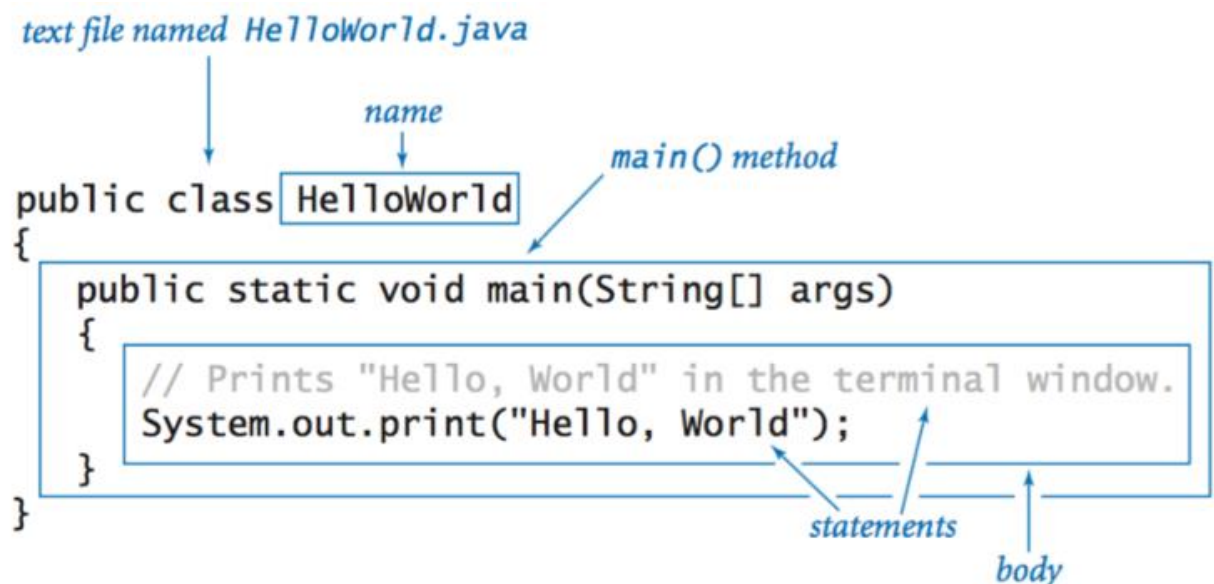 text file named HelloWorld.java
name
main() method
public class HelloWorld
{
public static void main(String[] args)
{
// Prints "Hello, World" in the terminal window.
System.out.print("Hello, World");
}
}
statements
body